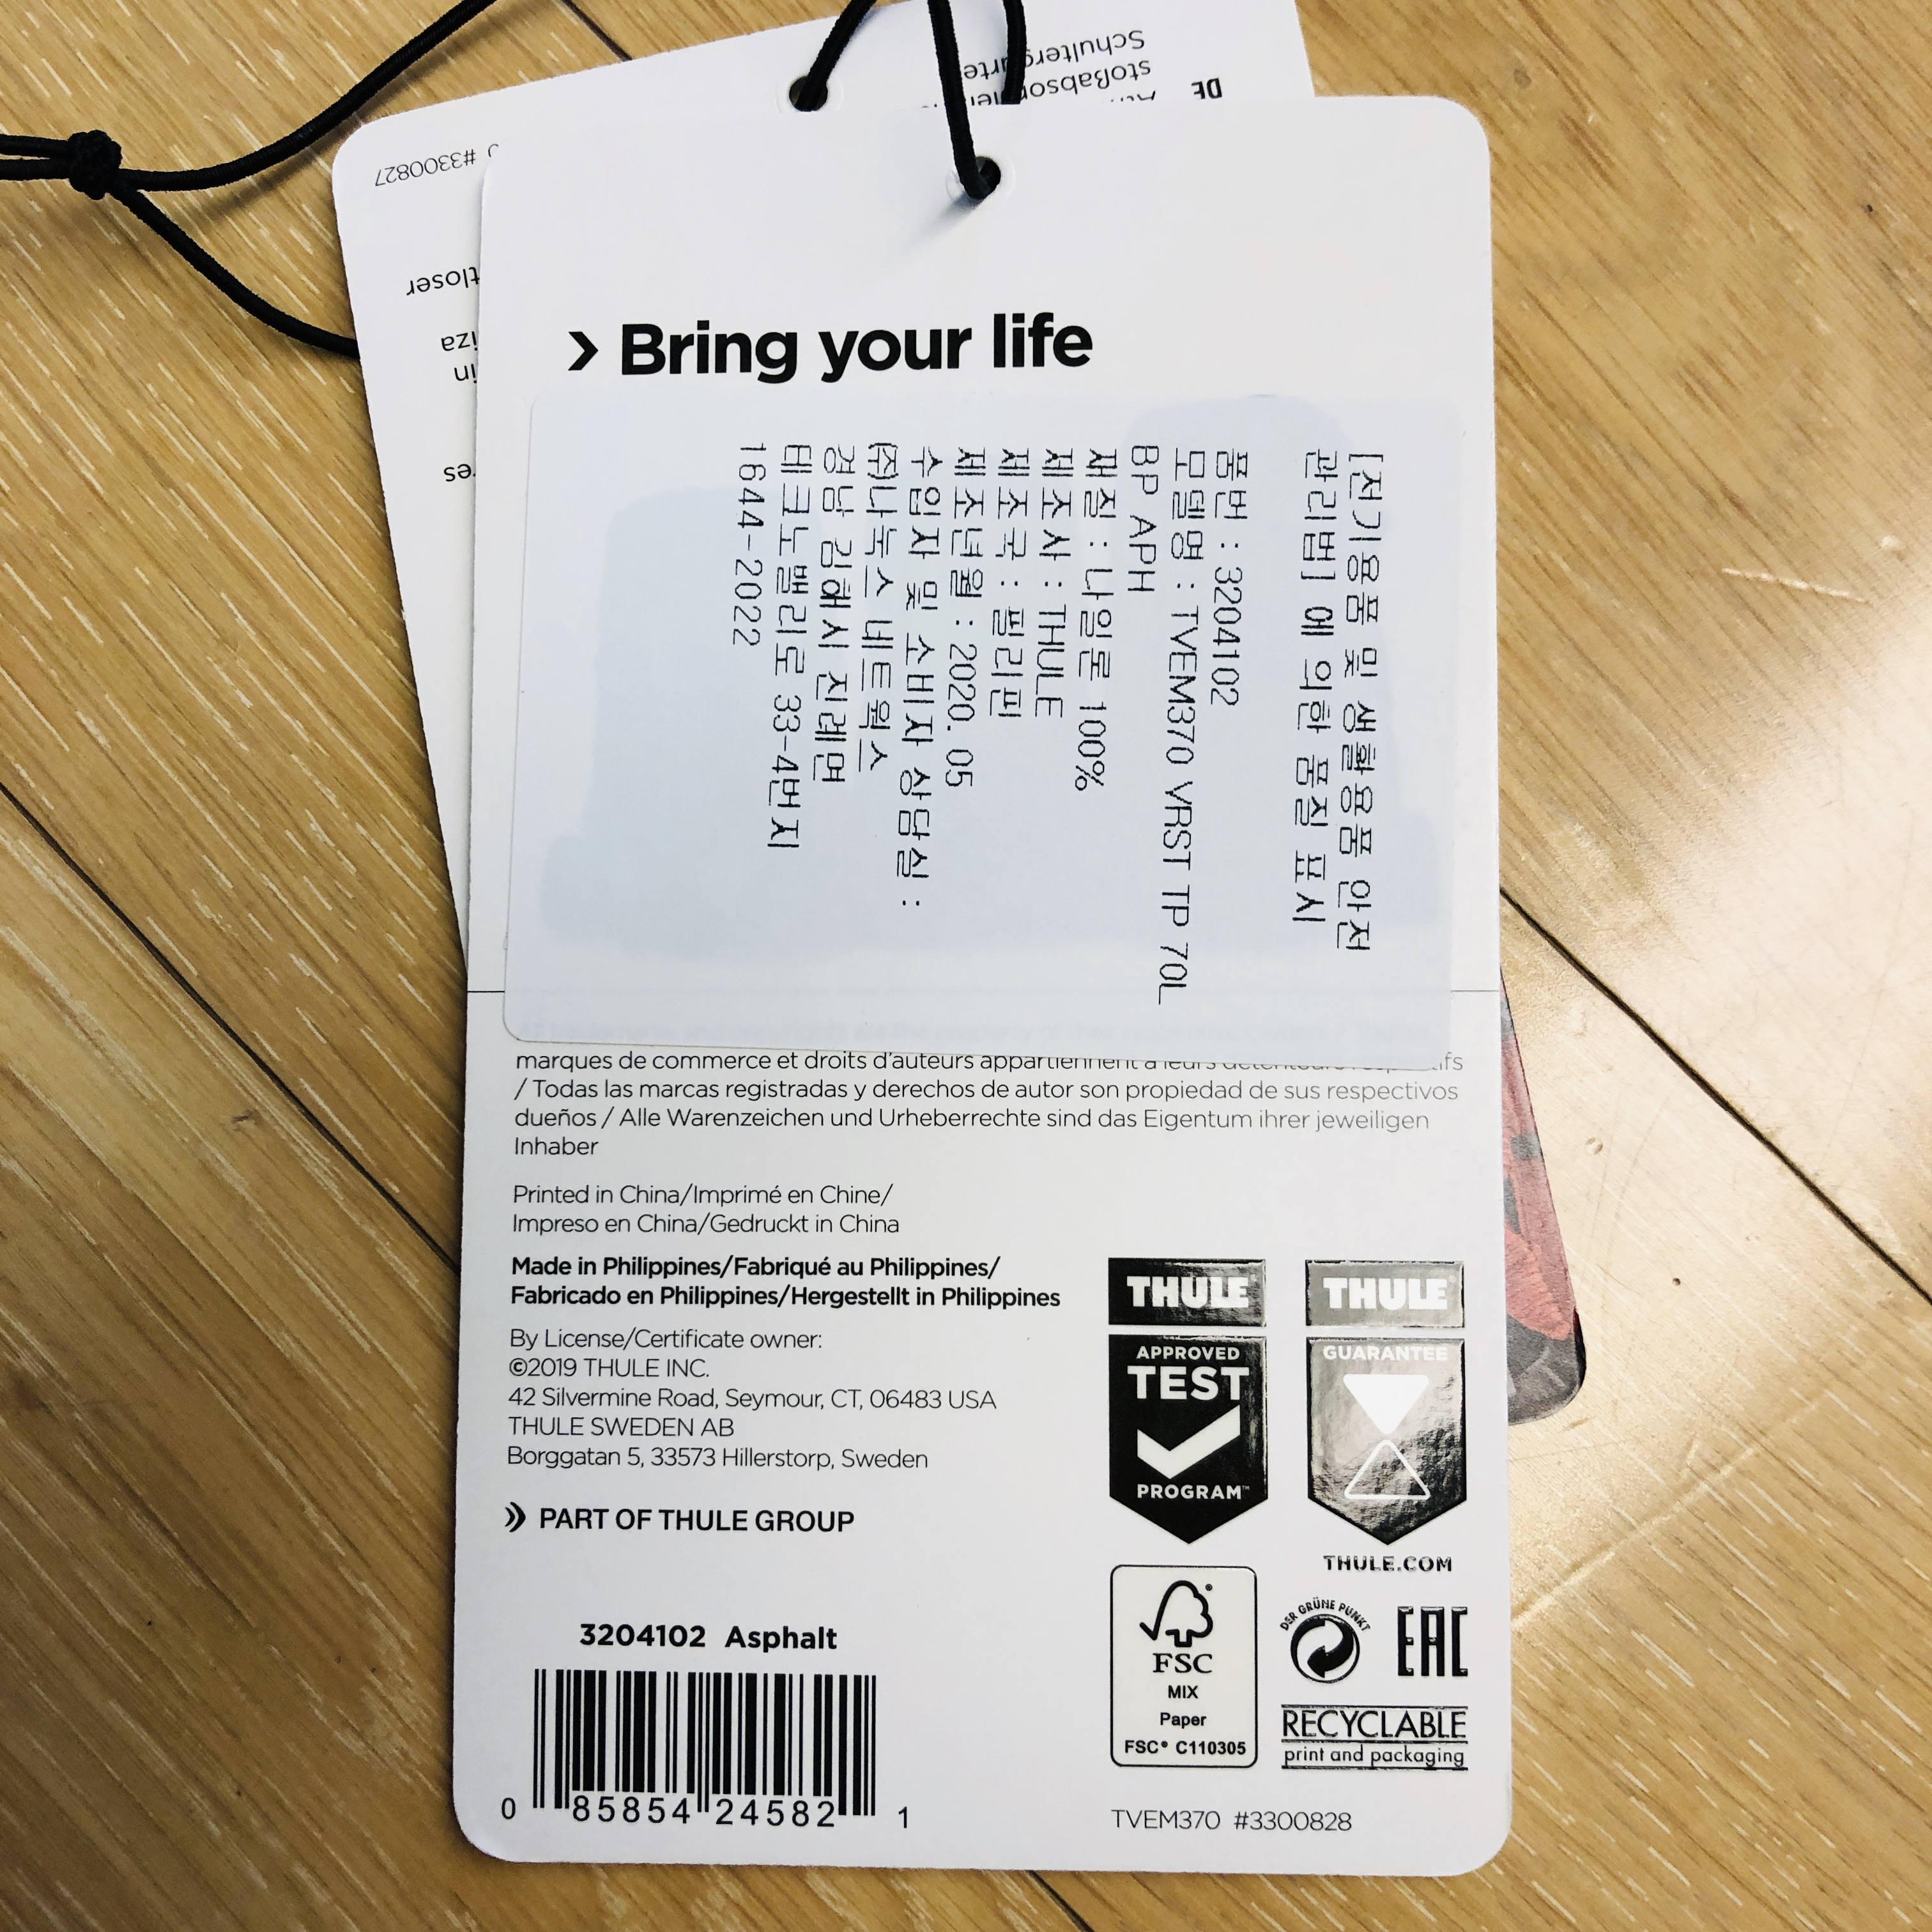 DE
stoßabsor
Schultergurte
#3300827
tloser
iza
in
res
› Bring your life
[전기용품 및 생활용품 안전
관리법] 에 의한 품질 표시
품번 : 3204102
모델명 : TVEM370 VRST TP 70L
BP APH
재질 : 나일론 100%
제조사 : THULE
제조국 : 필리핀
제조년월 : 2020. 05
수입자 및 소비자 상담실 :
(주)나눅스 네트웍스
경남 김해시 진례면
테크노밸리로 33-4번지
1644-2022
marques de commerce et droits d'auteurs appartiennent à leurs détenteurs respectifs
/ Todas las marcas registradas y derechos de autor son propiedad de sus respectivos
dueños / Alle Warenzeichen und Urheberrechte sind das Eigentum ihrer jeweiligen
Inhaber
Printed in China/Imprimé en Chine/
Impreso en China/Gedruckt in China
Made in Philippines/Fabriqué au Philippines/
Fabricado en Philippines/Hergestellt in Philippines
By License/Certificate owner:
©2019 THULE INC.
42 Silvermine Road, Seymour, CT, 06483 USA
THULE SWEDEN AB
Borggatan 5, 33573 Hillerstorp, Sweden
PART OF THULE GROUP
THULE
APPROVED
TEST
PROGRAM™
THULE
GUARANTEE
THULE.COM
FSC
MIX
Paper
FSC® C110305
DER GRÜNE PUNKT
EAC
RECYCLABLE
print and packaging
3204102 Asphalt
0 85854 24582 1
TVEM370 #3300828